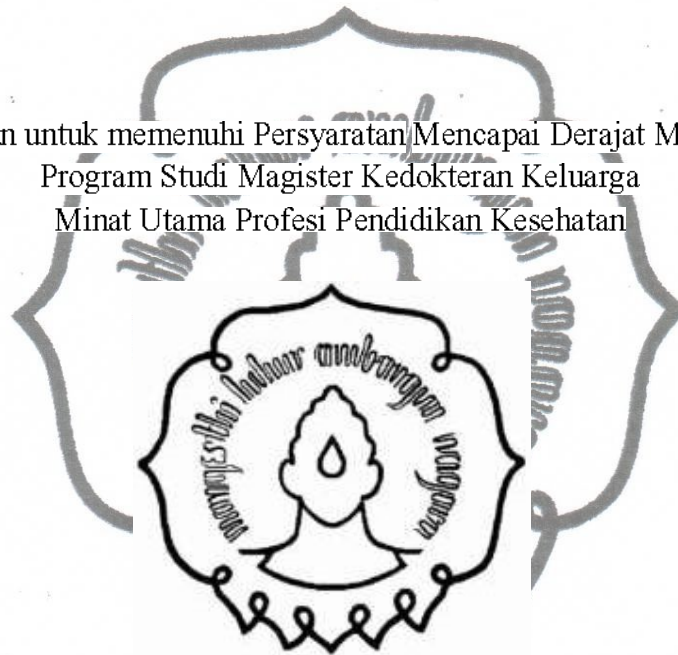 n untuk memenuhi Persyaratan Mencapai Derajat M
Program Studi Magister Kedokteran Keluarga
Minat Utama Profesi Pendidikan Kesehatan
mangesthi luhur ambangun nagara